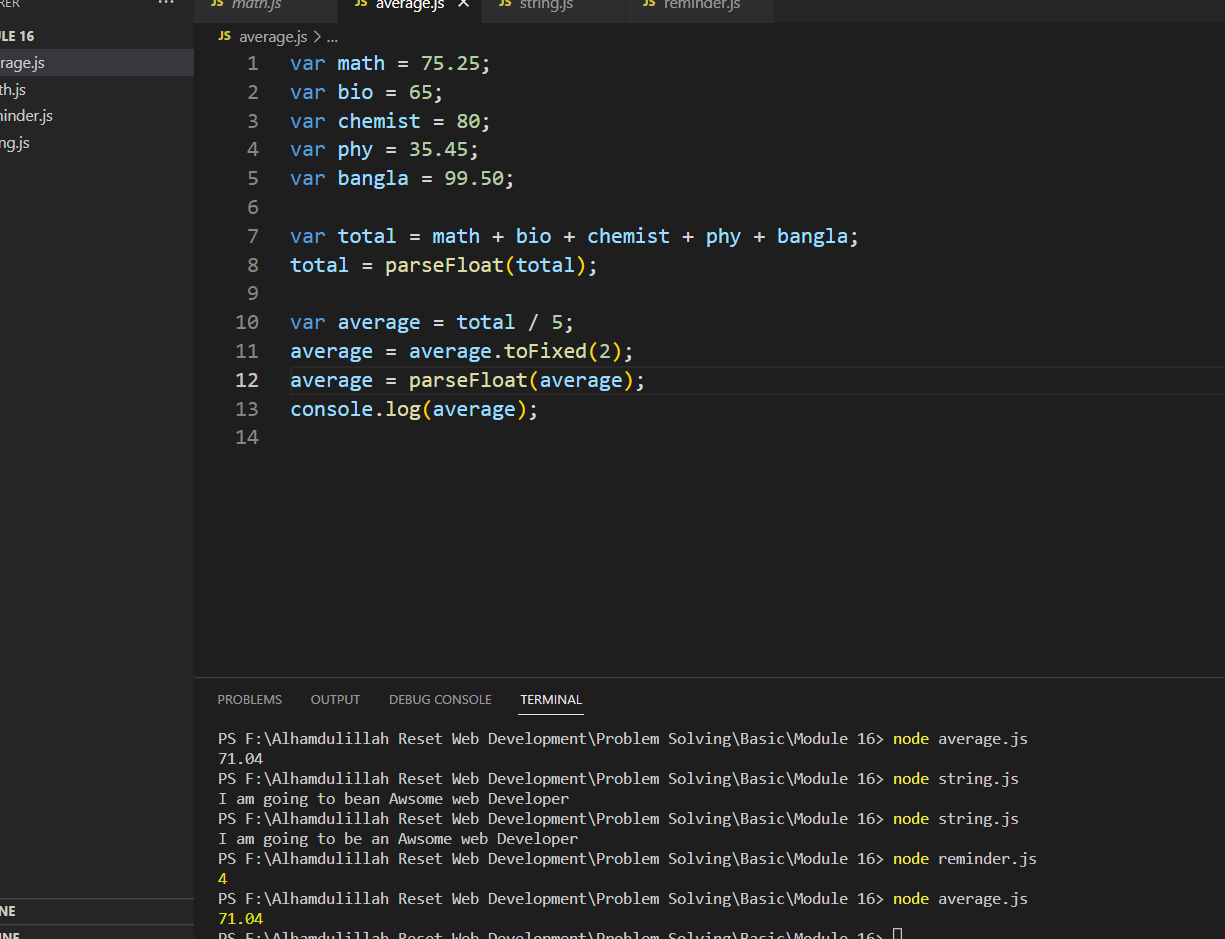 RER ...
JS math.js JS average.js × JS string.js JS reminder.js
LE 16
rage.js
th.js
inder.js
ng.js
JS average.js > ...
1 var math = 75.25;
2 var bio = 65;
3 var chemist = 80;
4 var phy = 35.45;
5 var bangla = 99.50;
6
7 var total = math + bio + chemist + phy + bangla;
8 total = parseFloat(total);
9
10 var average = total / 5;
11 average = average.toFixed(2);
12 average = parseFloat(average);
13 console.log(average);
14
PROBLEMS OUTPUT DEBUG CONSOLE TERMINAL
PS F:\Alhamdulillah Reset Web Development\Problem Solving\Basic\Module 16> node average.js
71.04
PS F:\Alhamdulillah Reset Web Development\Problem Solving\Basic\Module 16> node string.js
I am going to bean Awsome web Developer
PS F:\Alhamdulillah Reset Web Development\Problem Solving\Basic\Module 16> node string.js
I am going to be an Awsome web Developer
PS F:\Alhamdulillah Reset Web Development\Problem Solving\Basic\Module 16> node reminder.js
4
PS F:\Alhamdulillah Reset Web Development\Problem Solving\Basic\Module 16> node average.js
71.04
PS F:\Alhamdulillah Reset Web Development\Problem Solving\Basic\Module 16>
NE
INE